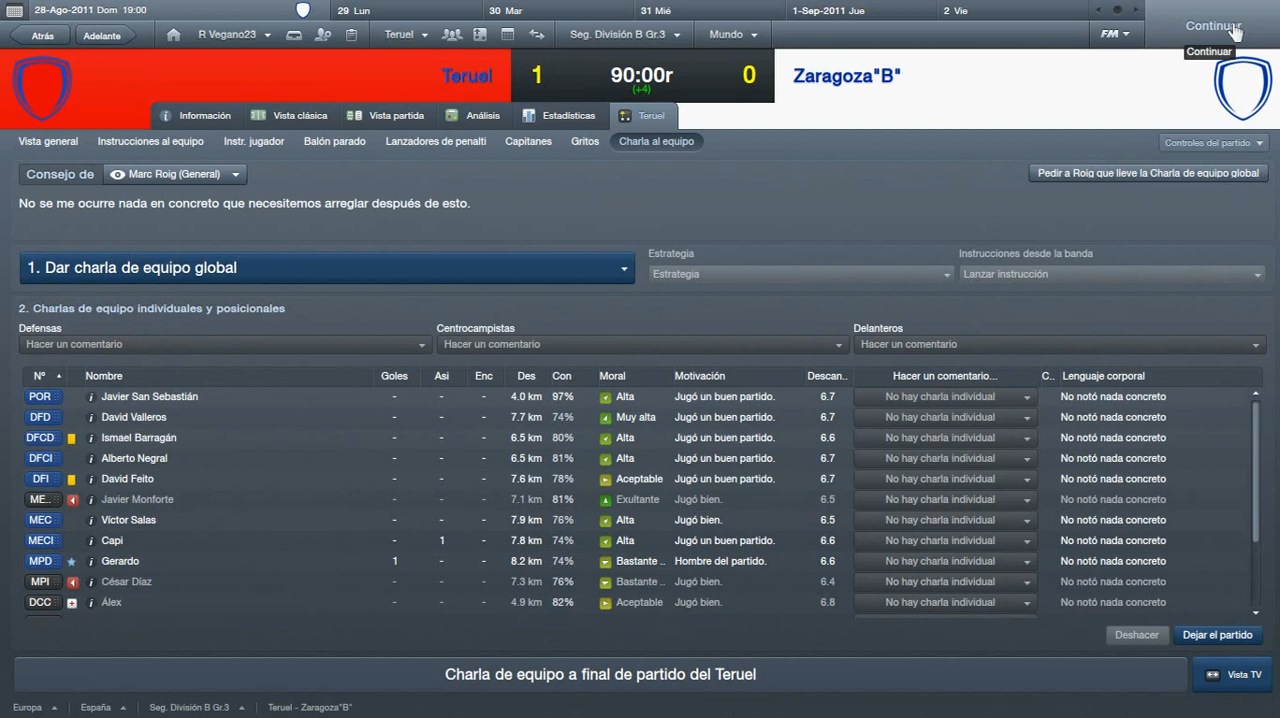 28-Ago-2011 Dom 19:00
29 Lun
30 Mar
31 Mié
1-Sep-2011 Jue
2 Vie
Continuar
Atrás
Adelante
R Vegano23
Teruel
Seg. División B Gr.3
Mundo
FM
Continuar
Teruel
1
90:00r
(+4)
0
Zaragoza"B"
Información
Vista clásica
Vista partida
Análisis
Estadísticas
Teruel
Vista general
Instrucciones al equipo
Instr. jugador
Balón parado
Lanzadores de penalti
Capitanes
Gritos
Charla al equipo
Controles del partido
Consejo de
Marc Roig (General)
Pedir a Roig que lleve la Charla de equipo global
No se me ocurre nada en concreto que necesitemos arreglar después de esto.
1. Dar charla de equipo global
Estrategia
Estrategia
Instrucciones desde la banda
Lanzar instrucción
2. Charlas de equipo individuales y posicionales
Defensas
Centrocampistas
Delanteros
Hacer un comentario
Hacer un comentario
Hacer un comentario
Nº Nombre Goles Asi Enc Des Con Moral Motivación Descan.. Hacer un comentario... C.. Lenguaje corporal
POR i Javier San Sebastián - - - 4.0 km 97% Alta Jugó un buen partido. 6.7 No hay charla individual No notó nada concreto
DFD i David Valleros - - - 7.7 km 74% Muy alta Jugó un buen partido. 6.7 No hay charla individual No notó nada concreto
DFCD i Ismael Barragán - - - 6.5 km 80% Alta Jugó un buen partido. 6.6 No hay charla individual No notó nada concreto
DFCI i Alberto Negral - - - 6.5 km 81% Alta Jugó un buen partido. 6.7 No hay charla individual No notó nada concreto
DFI i David Feito - - - 7.6 km 78% Aceptable Jugó un buen partido. 6.7 No hay charla individual No notó nada concreto
ME.. i Javier Monforte - - - 7.1 km 81% Exultante Jugó bien. 6.5 No hay charla individual No notó nada concreto
MEC i Víctor Salas - - - 7.9 km 76% Alta Jugó bien. 6.5 No hay charla individual No notó nada concreto
MECI i Capi - 1 - 7.8 km 74% Alta Jugó bien. 6.6 No hay charla individual No notó nada concreto
MPD i Gerardo 1 - - 8.2 km 74% Bastante .. Hombre del partido. 6.6 No hay charla individual No notó nada concreto
MPI i César Díaz - - - 7.3 km 76% Bastante .. Jugó bien. 6.4 No hay charla individual No notó nada concreto
DCC i Álex - - - 4.9 km 82% Aceptable Jugó bien. 6.8 No hay charla individual No notó nada concreto
Deshacer
Dejar el partido
Charla de equipo a final de partido del Teruel
Vista TV
Europa
España
Seg. División B Gr.3
Teruel - Zaragoza"B"